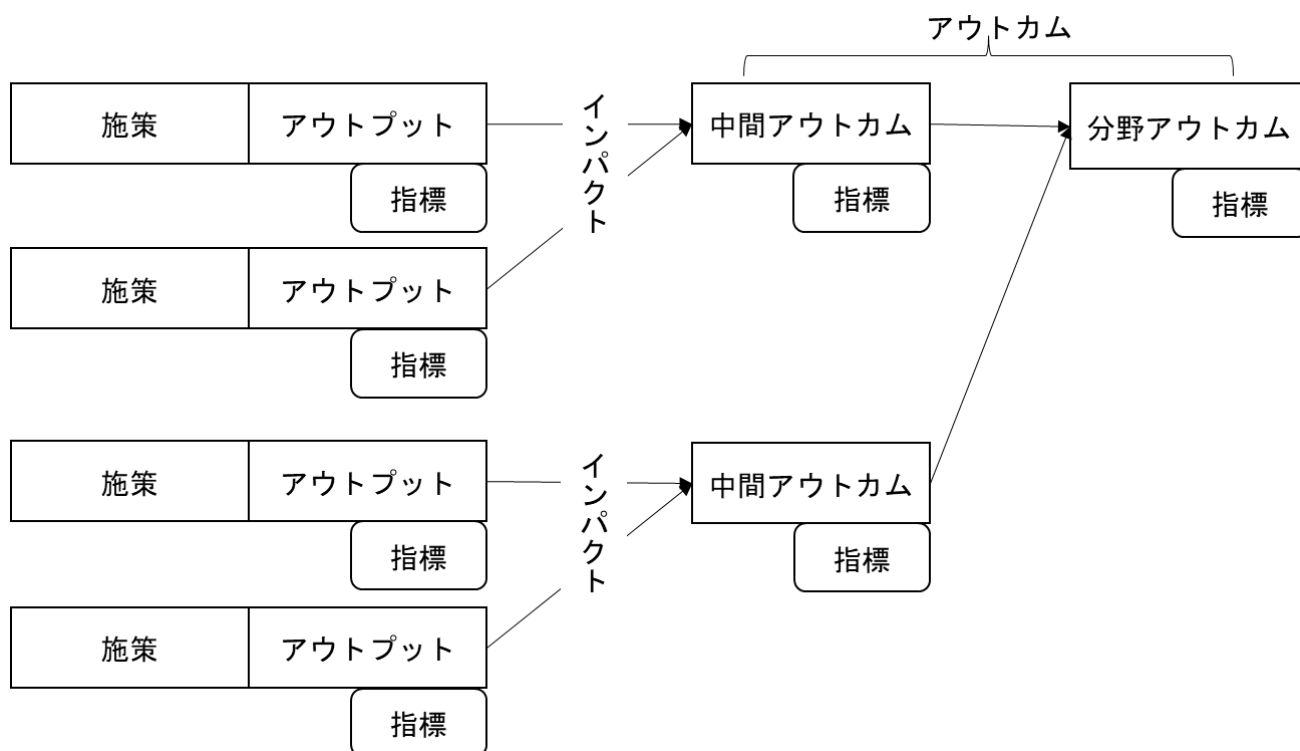 アウトカム
施策 アウトプット
指標
インパクト
中間アウトカム
指標
分野アウトカム
指標
施策 アウトプット
指標
施策 アウトプット
指標
インパクト
中間アウトカム
指標
施策 アウトプット
指標